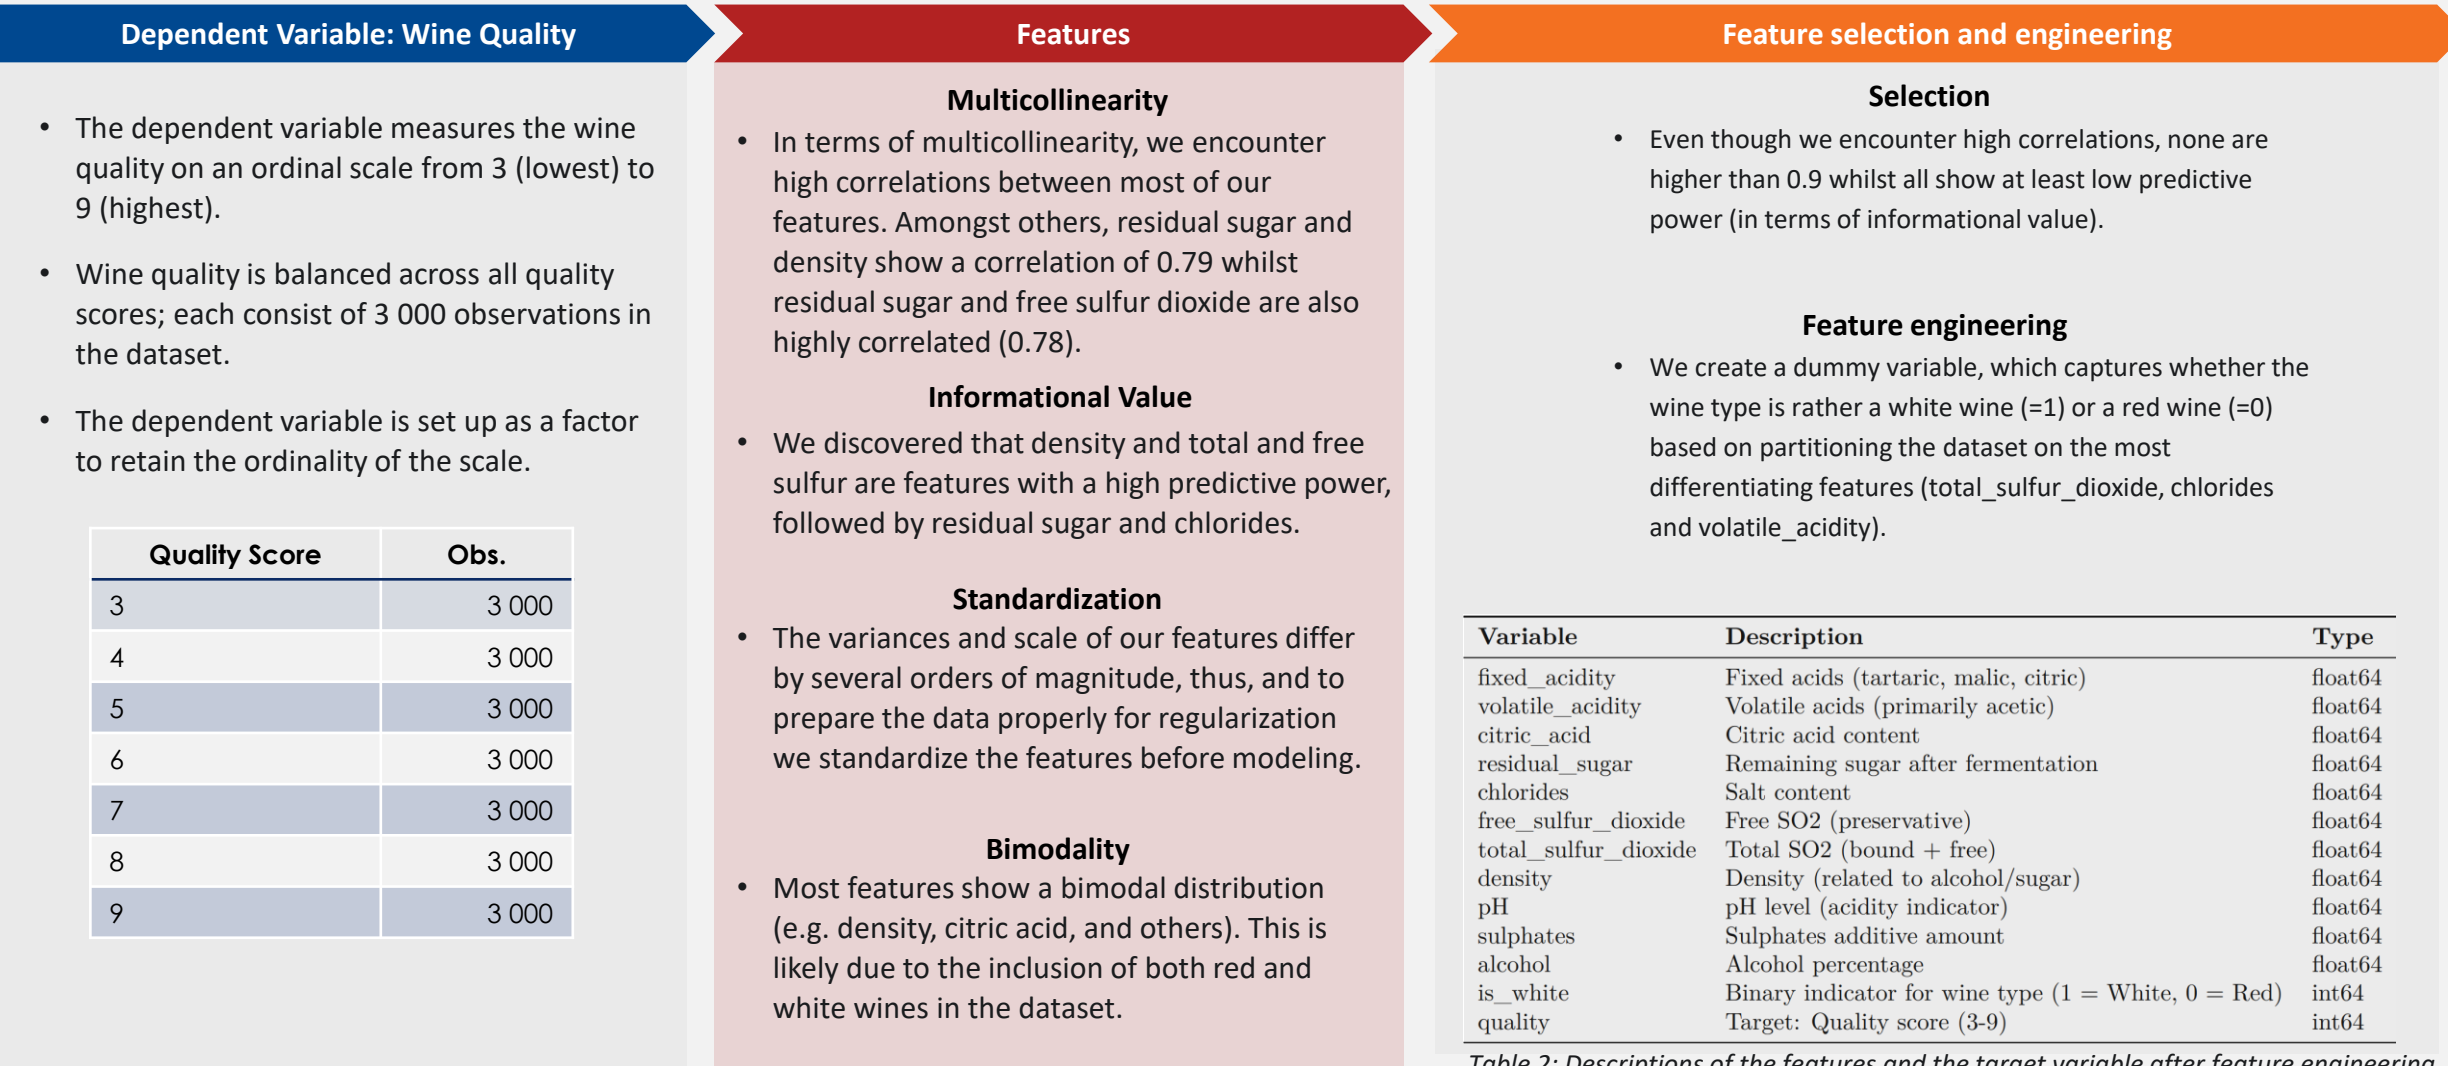 Dependent Variable: Wine Quality
• The dependent variable measures the wine
quality on an ordinal scale from 3 (lowest) to
9 (highest).
• Wine quality is balanced across all quality
scores; each consist of 3 000 observations in
the dataset.
• The dependent variable is set up as a factor
to retain the ordinality of the scale.
Quality Score Obs.
3 3 000
4 3 000
5 3 000
6 3 000
7 3 000
8 3 000
9 3 000
Features
Multicollinearity
• In terms of multicollinearity, we encounter
high correlations between most of our
features. Amongst others, residual sugar and
density show a correlation of 0.79 whilst
residual sugar and free sulfur dioxide are also
highly correlated (0.78).
Informational Value
• We discovered that density and total and free
sulfur are features with a high predictive power,
followed by residual sugar and chlorides.
Standardization
• The variances and scale of our features differ
by several orders of magnitude, thus, and to
prepare the data properly for regularization
we standardize the features before modeling.
Bimodality
• Most features show a bimodal distribution
(e.g. density, citric acid, and others). This is
likely due to the inclusion of both red and
white wines in the dataset.
Feature selection and engineering
Selection
• Even though we encounter high correlations, none are
higher than 0.9 whilst all show at least low predictive
power (in terms of informational value).
Feature engineering
• We create a dummy variable, which captures whether the
wine type is rather a white wine (=1) or a red wine (=0)
based on partitioning the dataset on the most
differentiating features (total_sulfur_dioxide, chlorides
and volatile_acidity).
Variable Description Type
fixed_acidity Fixed acids (tartaric, malic, citric) float64
volatile_acidity Volatile acids (primarily acetic) float64
citric_acid Citric acid content float64
residual_sugar Remaining sugar after fermentation float64
chlorides Salt content float64
free_sulfur_dioxide Free SO2 (preservative) float64
total_sulfur_dioxide Total SO2 (bound + free) float64
density Density (related to alcohol/sugar) float64
pH pH level (acidity indicator) float64
sulphates Sulphates additive amount float64
alcohol Alcohol percentage float64
is_white Binary indicator for wine type (1 = White, 0 = Red) int64
quality Target: Quality score (3-9) int64
Table 2: Descriptions of the features and the target variable after feature engineering